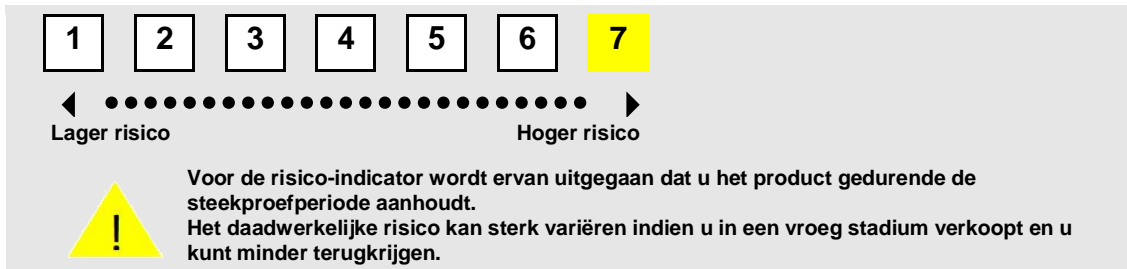 1 2 3 4 5 6 7
Lager risico Hoger risico
Voor de risico-indicator wordt ervan uitgegaan dat u het product gedurende de
steekproefperiode aanhoudt.
Het daadwerkelijke risico kan sterk variëren indien u in een vroeg stadium verkoopt en u
! kunt minder terugkrijgen.